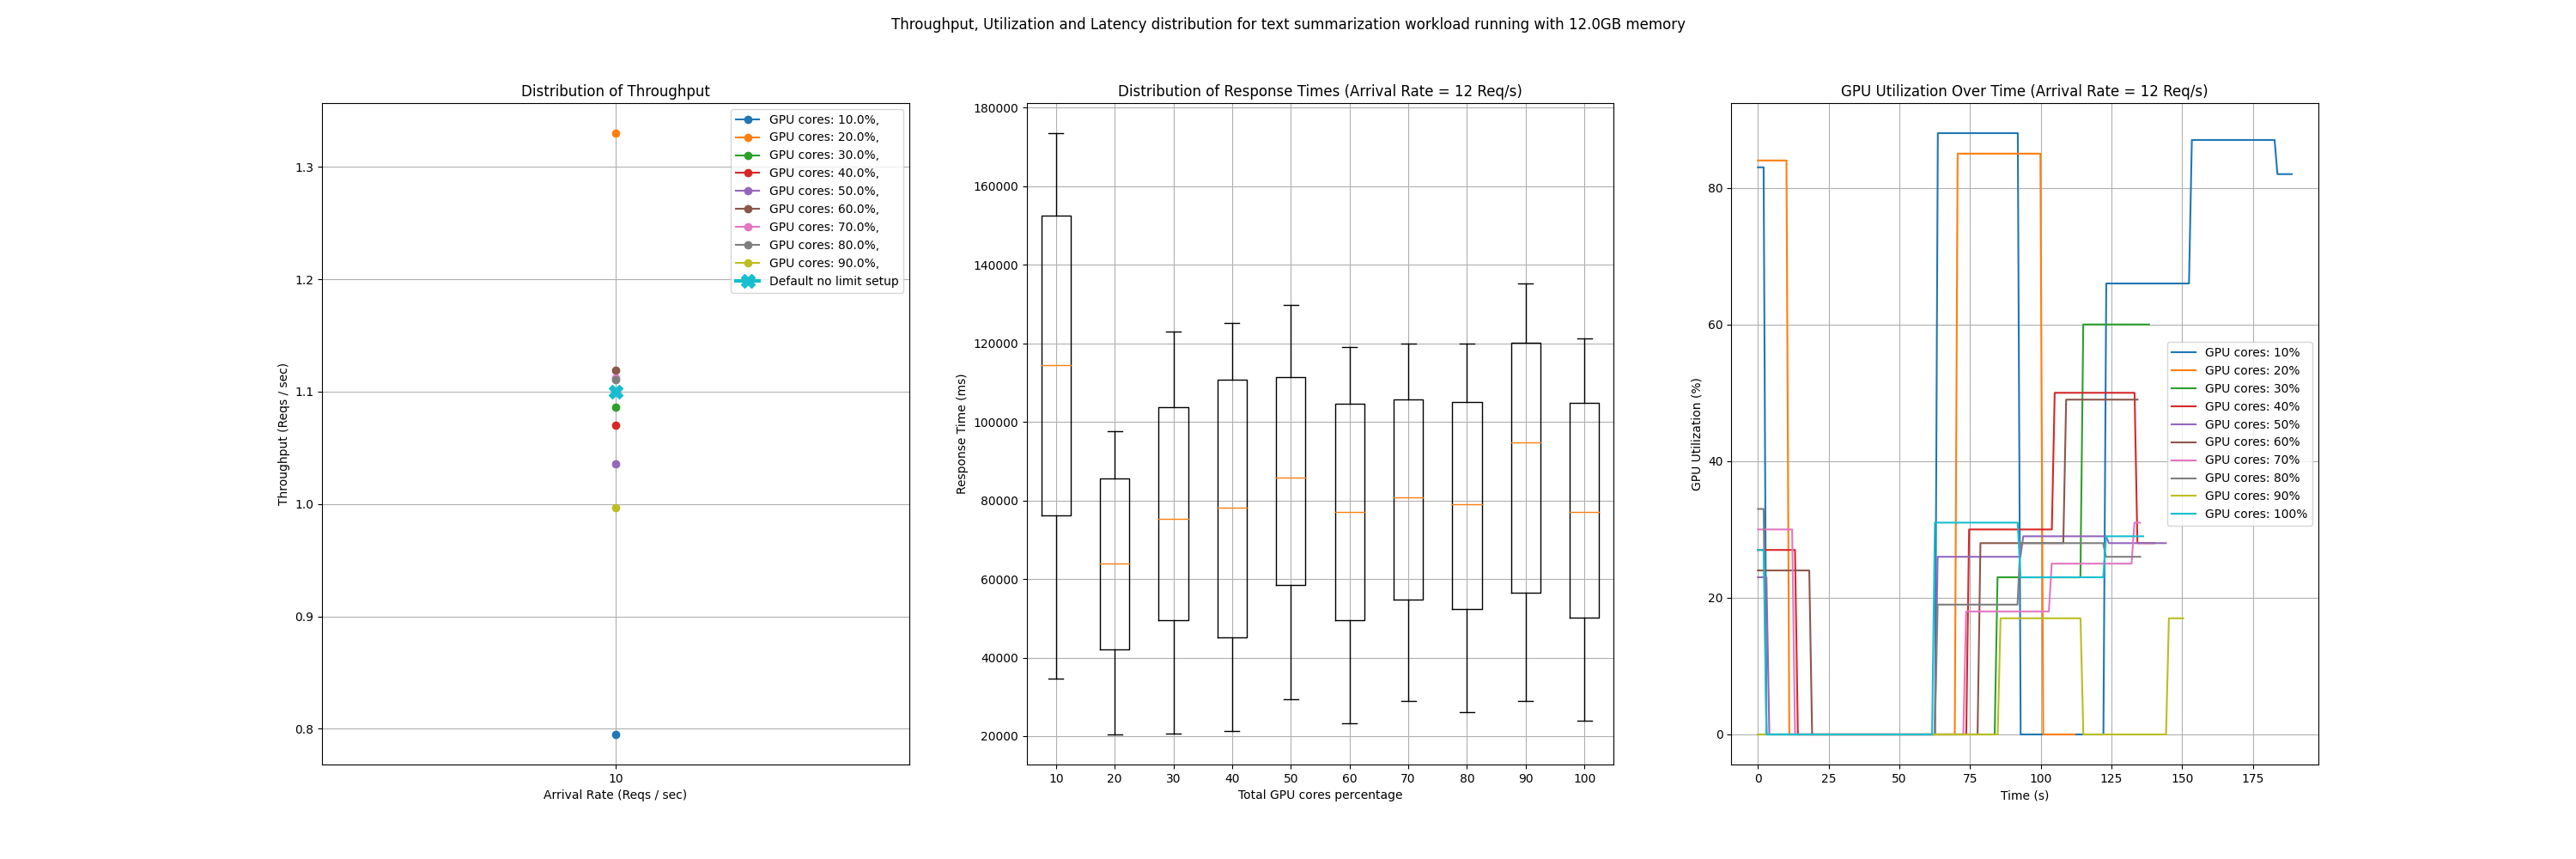 Throughput, Utilization and Latency distribution for text summarization workload running with 12.0GB memory
Distribution of Throughput
1.3
1.2
1.1
1.0
0.9
0.8
Throughput (Reqs / sec)
10
Arrival Rate (Reqs / sec)
GPU cores: 10.0%,
GPU cores: 20.0%,
GPU cores: 30.0%,
GPU cores: 40.0%,
GPU cores: 50.0%,
GPU cores: 60.0%,
GPU cores: 70.0%,
GPU cores: 80.0%,
GPU cores: 90.0%,
Default no limit setup
Distribution of Response Times (Arrival Rate = 12 Req/s)
180000
160000
140000
120000
100000
80000
60000
40000
20000
Response Time (ms)
10 20 30 40 50 60 70 80 90 100
Total GPU cores percentage
GPU Utilization Over Time (Arrival Rate = 12 Req/s)
80
60
40
20
0
GPU Utilization (%)
0 25 50 75 100 125 150 175
Time (s)
GPU cores: 10%
GPU cores: 20%
GPU cores: 30%
GPU cores: 40%
GPU cores: 50%
GPU cores: 60%
GPU cores: 70%
GPU cores: 80%
GPU cores: 90%
GPU cores: 100%